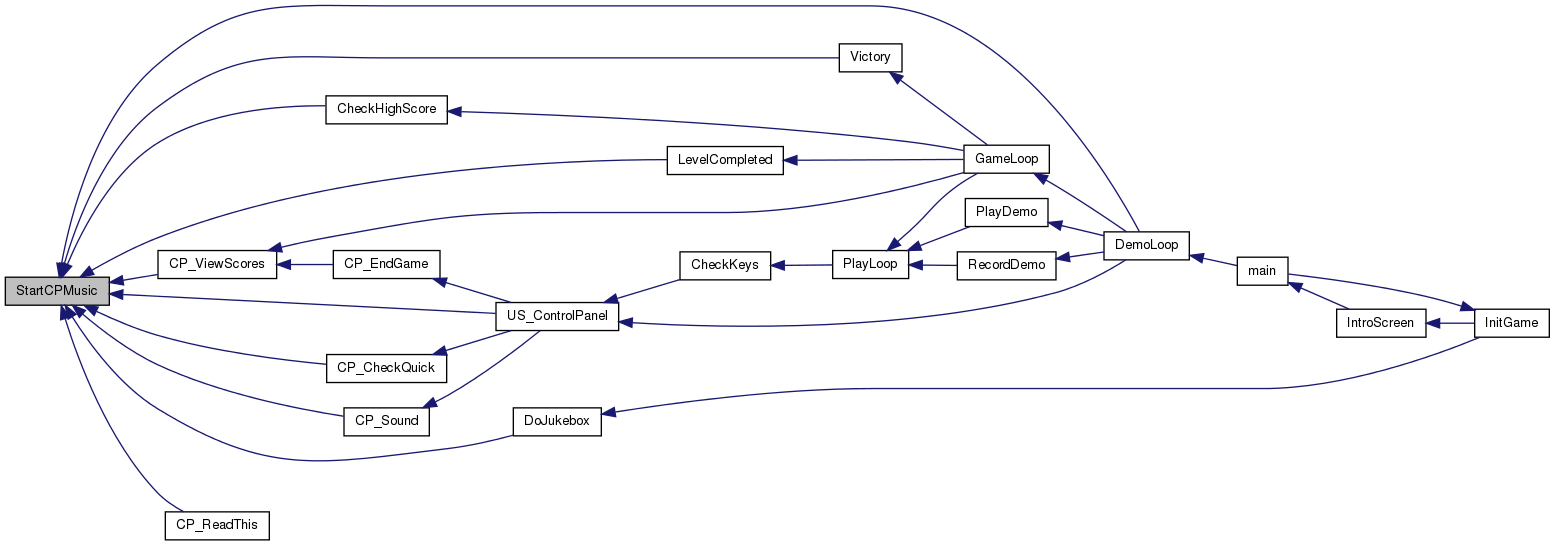 Victory
CheckHighScore
LevelCompleted
GameLoop
PlayDemo
DemoLoop
CP_ViewScores
CP_EndGame
CheckKeys
PlayLoop
RecordDemo
main
StartCPMusic
US_ControlPanel
IntroScreen
InitGame
CP_CheckQuick
CP_Sound
DoJukebox
CP_ReadThis